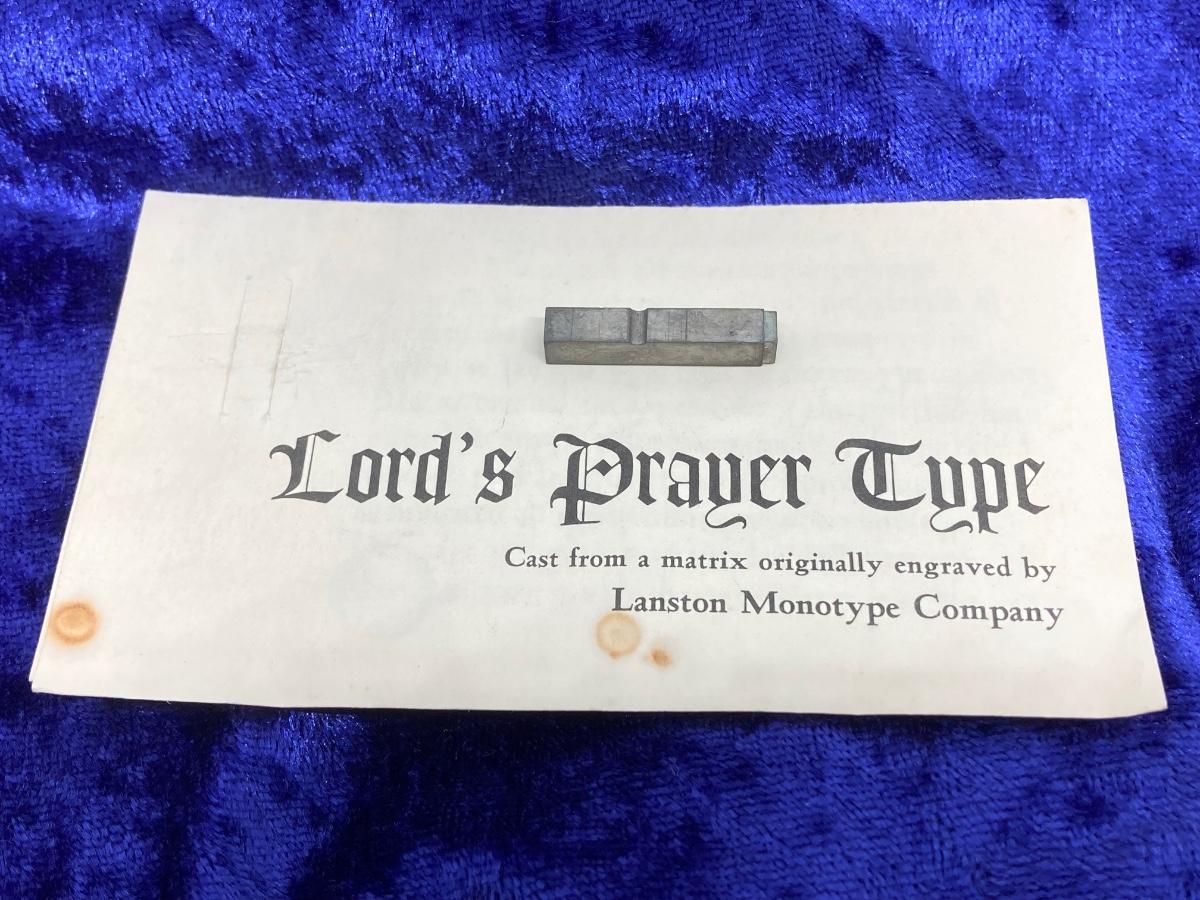 Lord's Prayer Type
Cast from a matrix originally engraved by
Lanston Monotype Company